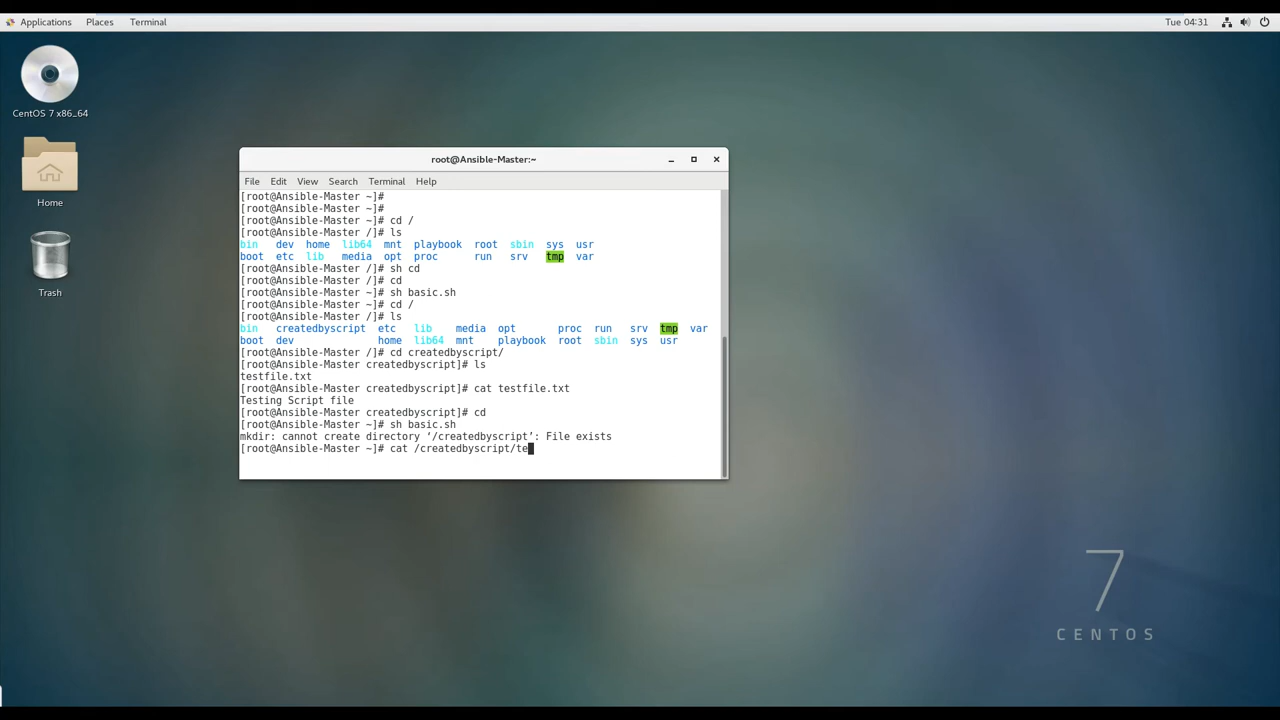 Applications Places Terminal Tue 04:31
CentOS 7 x86_64
Home
Trash
root@Ansible-Master:~
File Edit View Search Terminal Help
[root@Ansible-Master ~]#
[root@Ansible-Master ~]#
[root@Ansible-Master ~]# cd /
[root@Ansible-Master /]# ls
bin dev home lib64 mnt playbook root sbin sys usr
boot etc lib media opt proc run srv tmp var
[root@Ansible-Master /]# sh cd
[root@Ansible-Master /]# cd
[root@Ansible-Master ~]# sh basic.sh
[root@Ansible-Master ~]# cd /
[root@Ansible-Master /]# ls
bin createdbyscript etc lib media opt proc run srv tmp var
boot dev home lib64 mnt playbook root sbin sys usr
[root@Ansible-Master /]# cd createdbyscript/
[root@Ansible-Master createdbyscript]# ls
testfile.txt
[root@Ansible-Master createdbyscript]# cat testfile.txt
Testing Script file
[root@Ansible-Master createdbyscript]# cd
[root@Ansible-Master ~]# sh basic.sh
mkdir: cannot create directory ‘/createdbyscript’: File exists
[root@Ansible-Master ~]# cat /createdbyscript/te
7
CENTOS